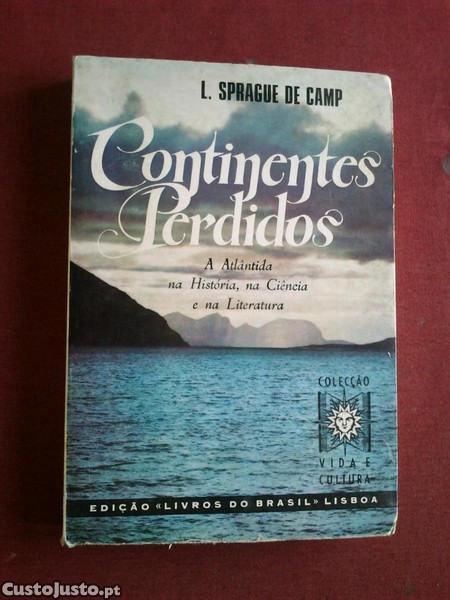 L. SPRAGUE DE CAMP
Continentes
Perdidos
A Atlântida
na História, na Ciência
e na Literatura
COLECÇÃO
VIDA E
CULTURA
EDIÇÃO «LIVROS DO BRASIL» LISBOA
CustoJusto.pt